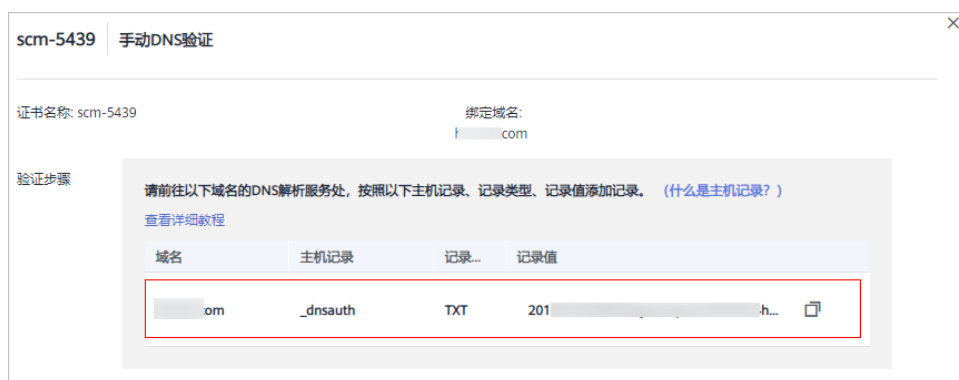 scm-5439 手动DNS验证
证书名称: scm-5439
绑定域名:
com
验证步骤
请前往以下域名的DNS解析服务处，按照以下主机记录、记录类型、记录值添加记录。 （什么是主机记录？）
查看详细教程
域名 主机记录 记录... 记录值
om _dnsauth TXT 201 h...